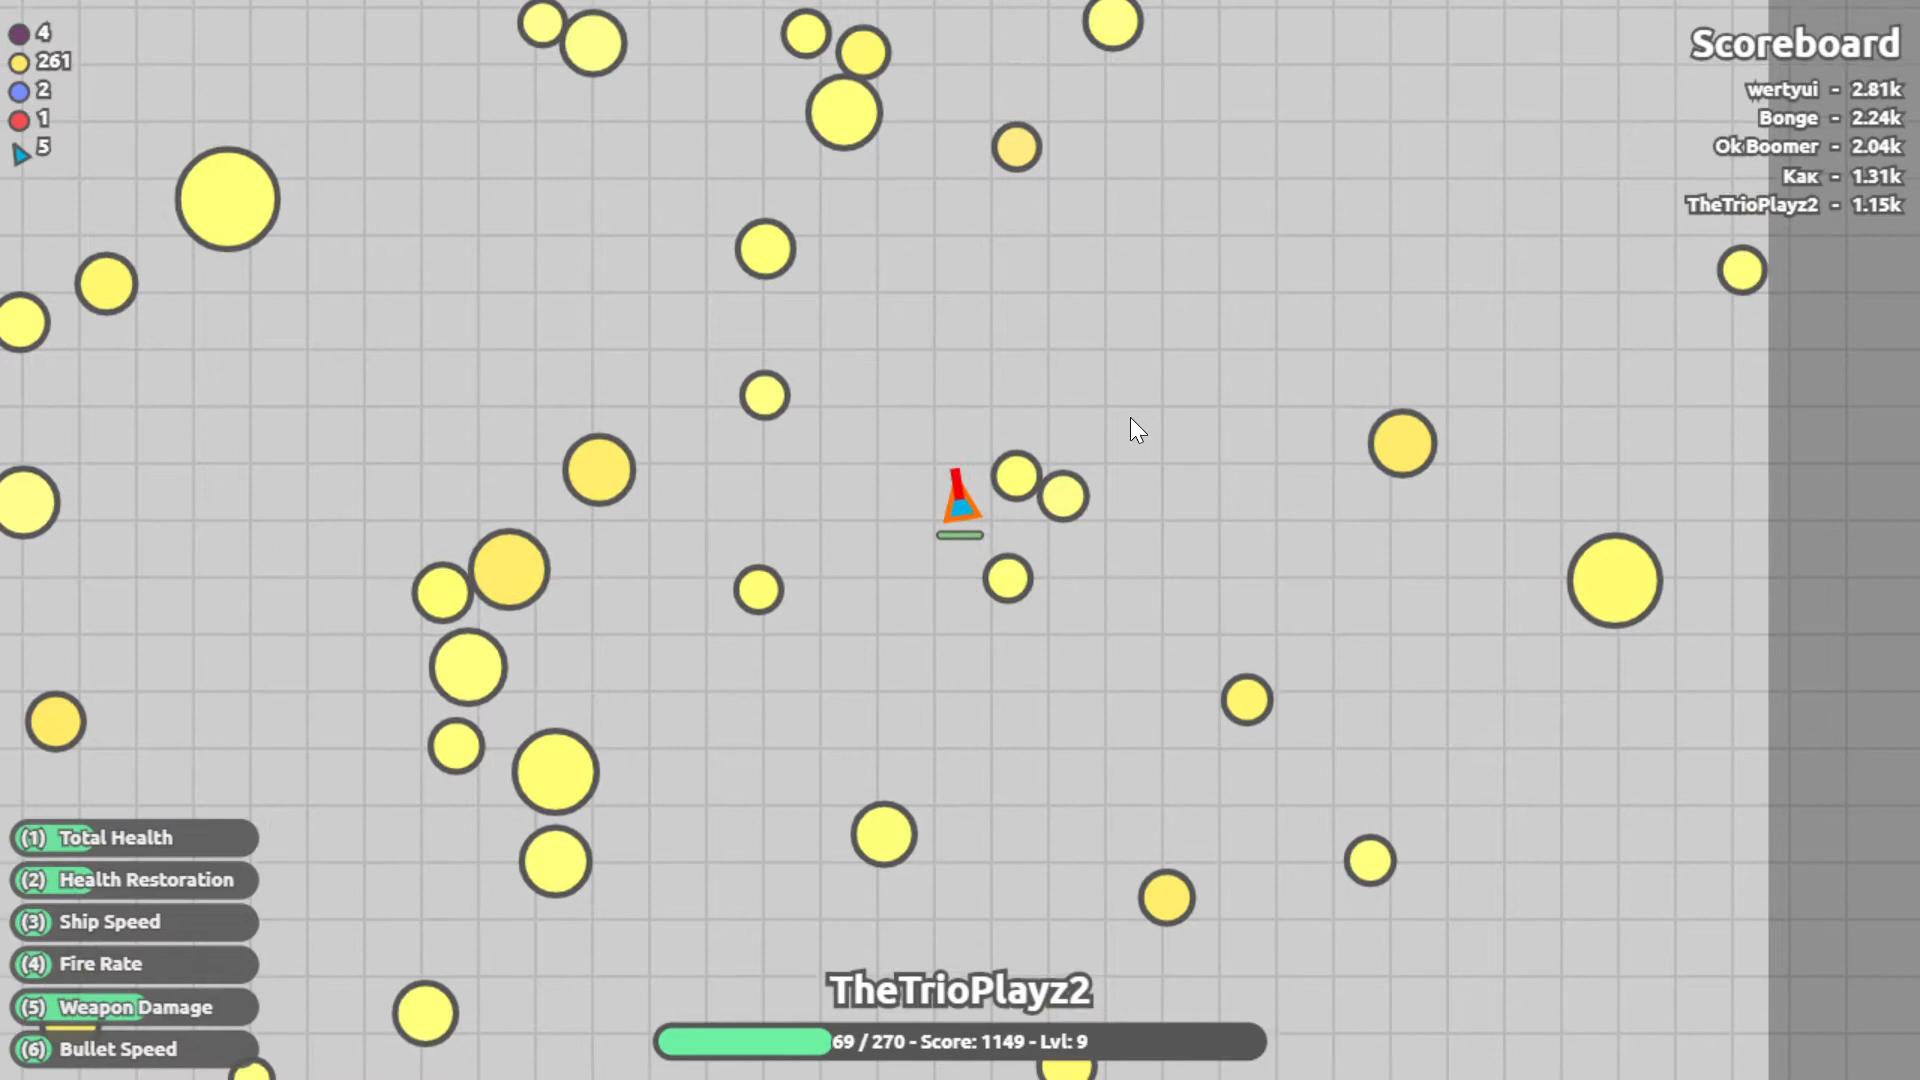 4
261
2
1
5
Scoreboard
wertyui - 2.81k
Bonge - 2.24k
Ok Boomer - 2.04k
Как - 1.31k
TheTrioPlayz2 - 1.15k
(1) Total Health
(2) Health Restoration
(3) Ship Speed
(4) Fire Rate
(5) Weapon Damage
(6) Bullet Speed
TheTrioPlayz2
69 / 270 - Score: 1149 - Lvl: 9